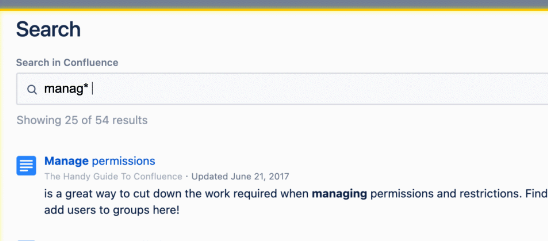 Search
Search in Confluence
manag*
Showing 25 of 54 results
Manage permissions
The Handy Guide To Confluence · Updated June 21, 2017
is a great way to cut down the work required when managing permissions and restrictions. Find
add users to groups here!